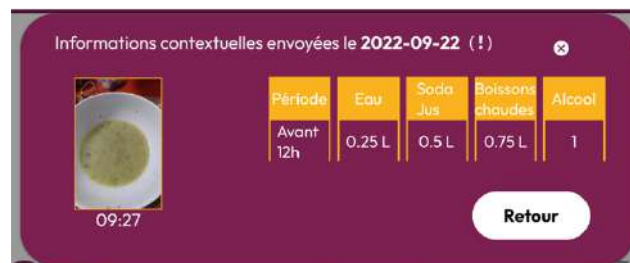 Informations contextuelles envoyées le 2022-09-22 (!)
Période Eau Soda Jus Boissons chaudes Alcool
Avant 12h 0.25 L 0.5 L 0.75 L 1
09:27
Retour